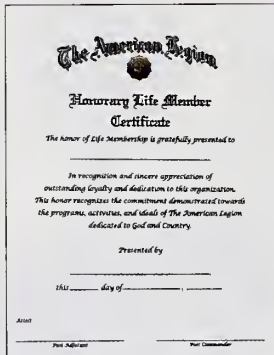 The American Legion
Honorary Life Member
Certificate
The honor of Life Membership is gratefully presented to
In recognition and sincere appreciation of
outstanding loyalty and dedication to this organization.
This honor recognizes the commitment demonstrated towards
the programs, activities, and ideals of The American Legion
dedicated to God and Country.
Presented by
this day of ,
Attest
Post Adjutant Post Commander